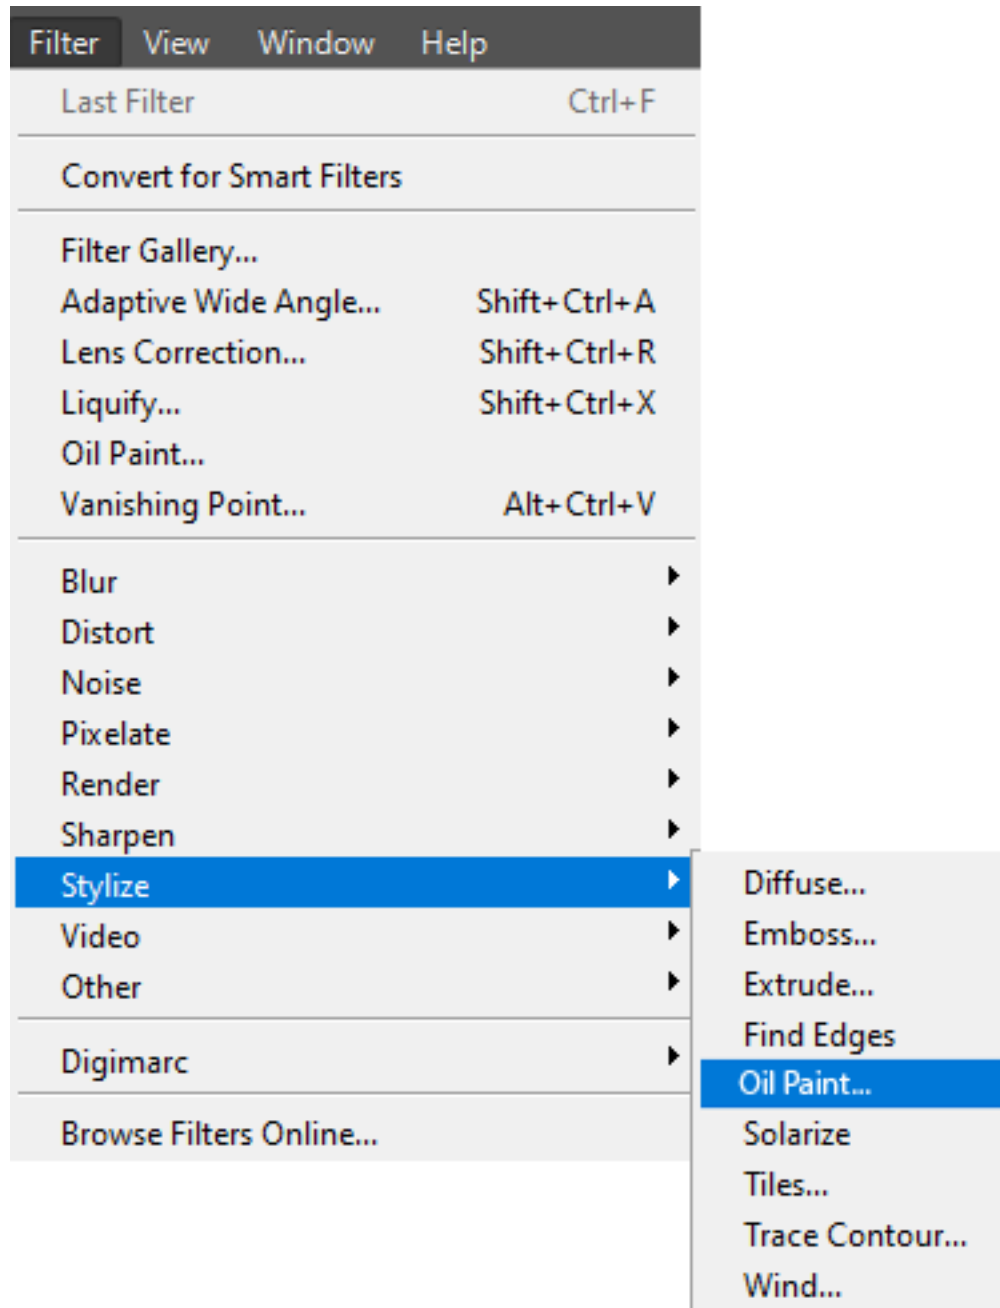 Filter View Window Help
Last Filter Ctrl+F
Convert for Smart Filters
Filter Gallery...
Adaptive Wide Angle... Shift+Ctrl+A
Lens Correction... Shift+Ctrl+R
Liquify... Shift+Ctrl+X
Oil Paint...
Vanishing Point... Alt+Ctrl+V
Blur
Distort
Noise
Pixelate
Render
Sharpen
Stylize
Video
Other
Digimarc
Browse Filters Online...
Diffuse...
Emboss...
Extrude...
Find Edges
Oil Paint...
Solarize
Tiles...
Trace Contour...
Wind...